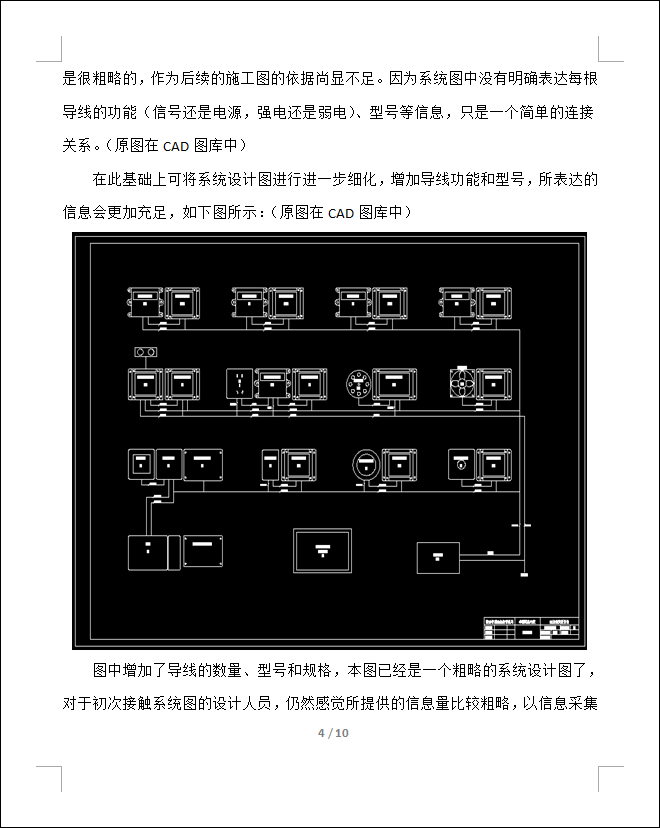 是很粗略的，作为后续的施工图的依据尚显不足。因为系统图中没有明确表达每根
导线的功能（信号还是电源，强电还是弱电）、型号等信息，只是一个简单的连接
关系。（原图在 CAD 图库中）
在此基础上可将系统设计图进行进一步细化，增加导线功能和型号，所表达的
信息会更加充足，如下图所示：（原图在 CAD 图库中）
图中增加了导线的数量、型号和规格，本图已经是一个粗略的系统设计图了，
对于初次接触系统图的设计人员，仍然感觉所提供的信息量比较粗略，以信息采集
4 / 10